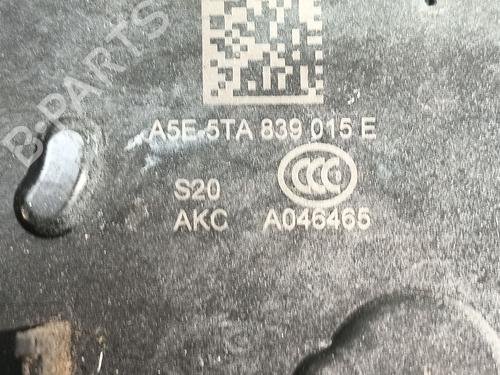 B-PARTS
A5E 5TA 839 015 E
S20 CCC
AKC A046465